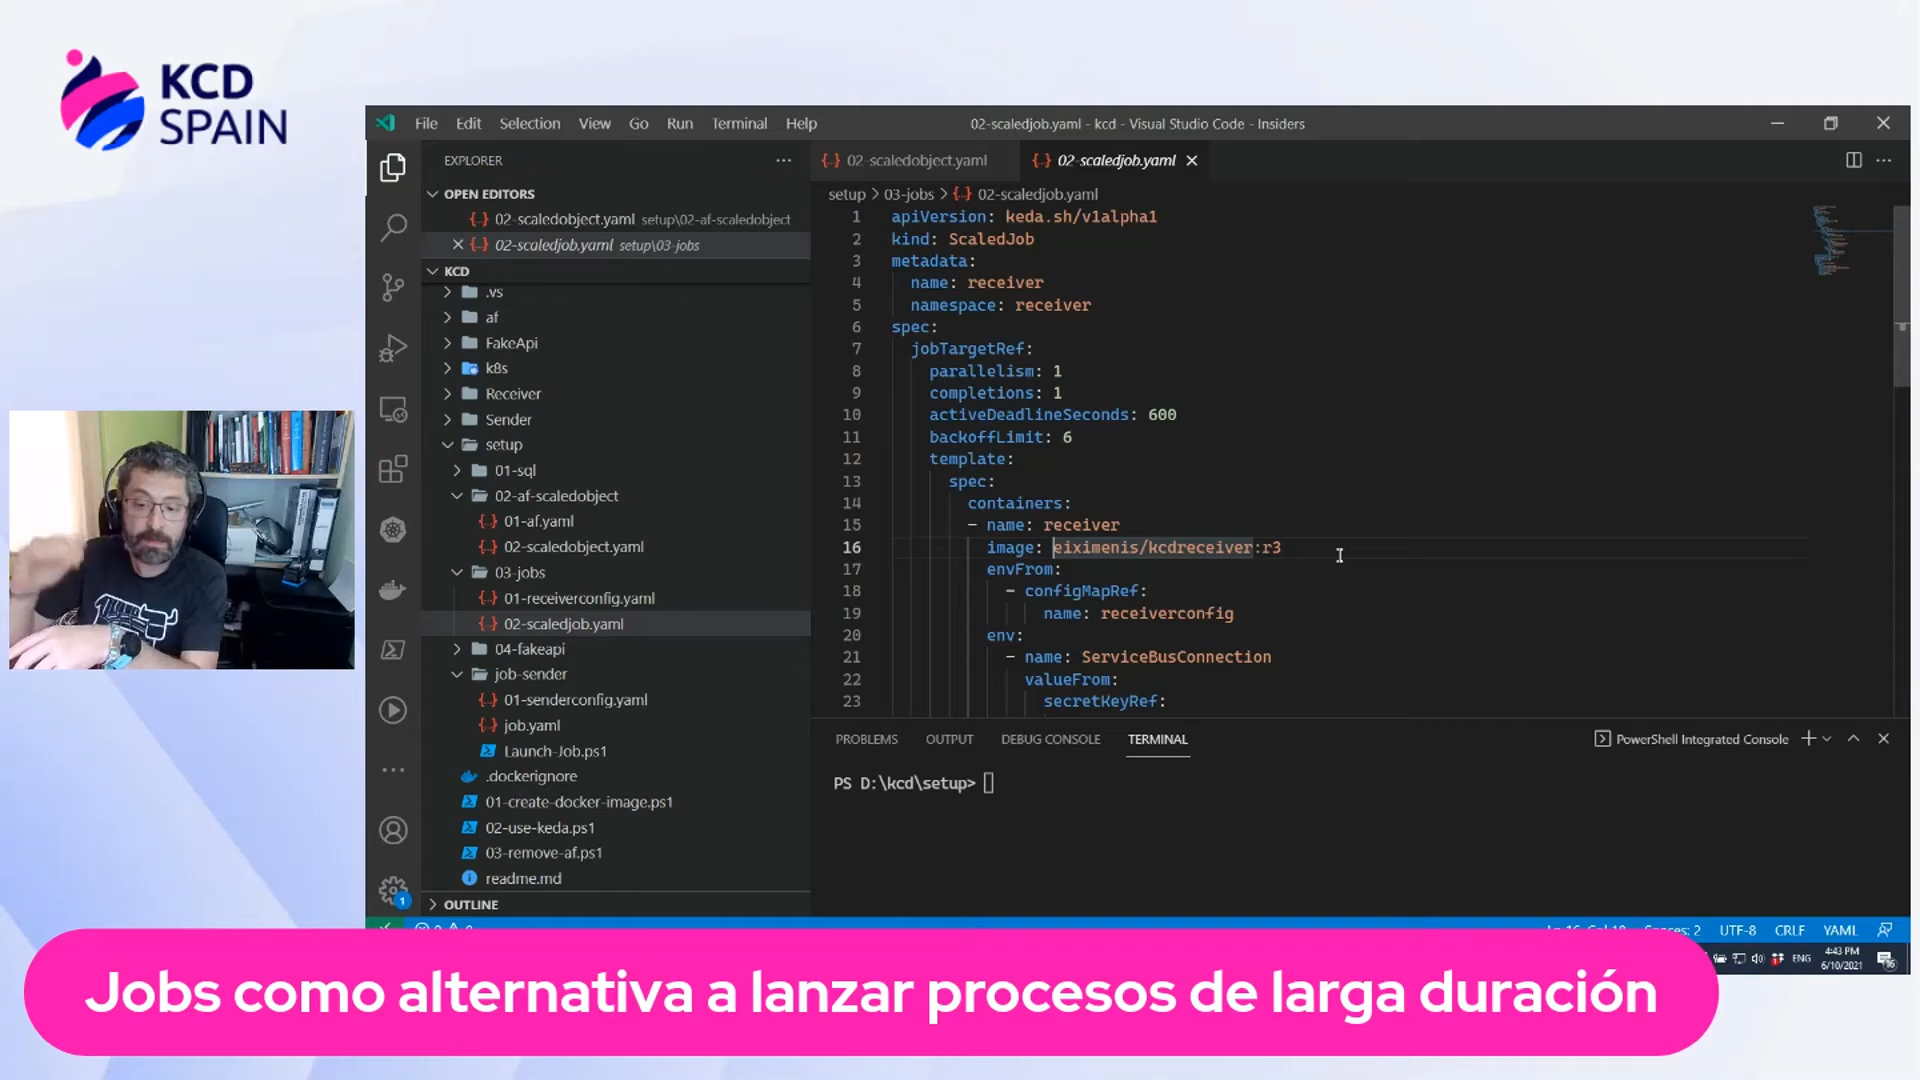 KCD
SPAIN
File Edit Selection View Go Run Terminal Help
02-scaledjob.yaml - kcd - Visual Studio Code - Insiders
EXPLORER
OPEN EDITORS
02-scaledobject.yaml setup\02-af-scaledobject
02-scaledjob.yaml setup\03-jobs
KCD
.vs
af
FakeApi
k8s
Receiver
Sender
setup
01-sql
02-af-scaledobject
01-af.yaml
02-scaledobject.yaml
03-jobs
01-receiverconfig.yaml
02-scaledjob.yaml
04-fakeapi
job-sender
01-senderconfig.yaml
job.yaml
Launch-Job.ps1
.dockerignore
01-create-docker-image.ps1
02-use-keda.ps1
03-remove-af.ps1
readme.md
OUTLINE
1
02-scaledobject.yaml 02-scaledjob.yaml
setup > 03-jobs > 02-scaledjob.yaml
1 apiVersion: keda.sh/v1alpha1
2 kind: ScaledJob
3 metadata:
4 name: receiver
5 namespace: receiver
6 spec:
7 jobTargetRef:
8 parallelism: 1
9 completions: 1
10 activeDeadlineSeconds: 600
11 backoffLimit: 6
12 template:
13 spec:
14 containers:
15 - name: receiver
16 image: eiximenis/kcdreceiver:r3
17 envFrom:
18 - configMapRef:
19 name: receiverconfig
20 env:
21 - name: ServiceBusConnection
22 valueFrom:
23 secretKeyRef:
PROBLEMS OUTPUT DEBUG CONSOLE TERMINAL
PowerShell Integrated Console
PS D:\kcd\setup>
UTF-8 CRLF YAML
ENG 4:43 PM
6/10/2021
Jobs como alternativa a lanzar procesos de larga duración